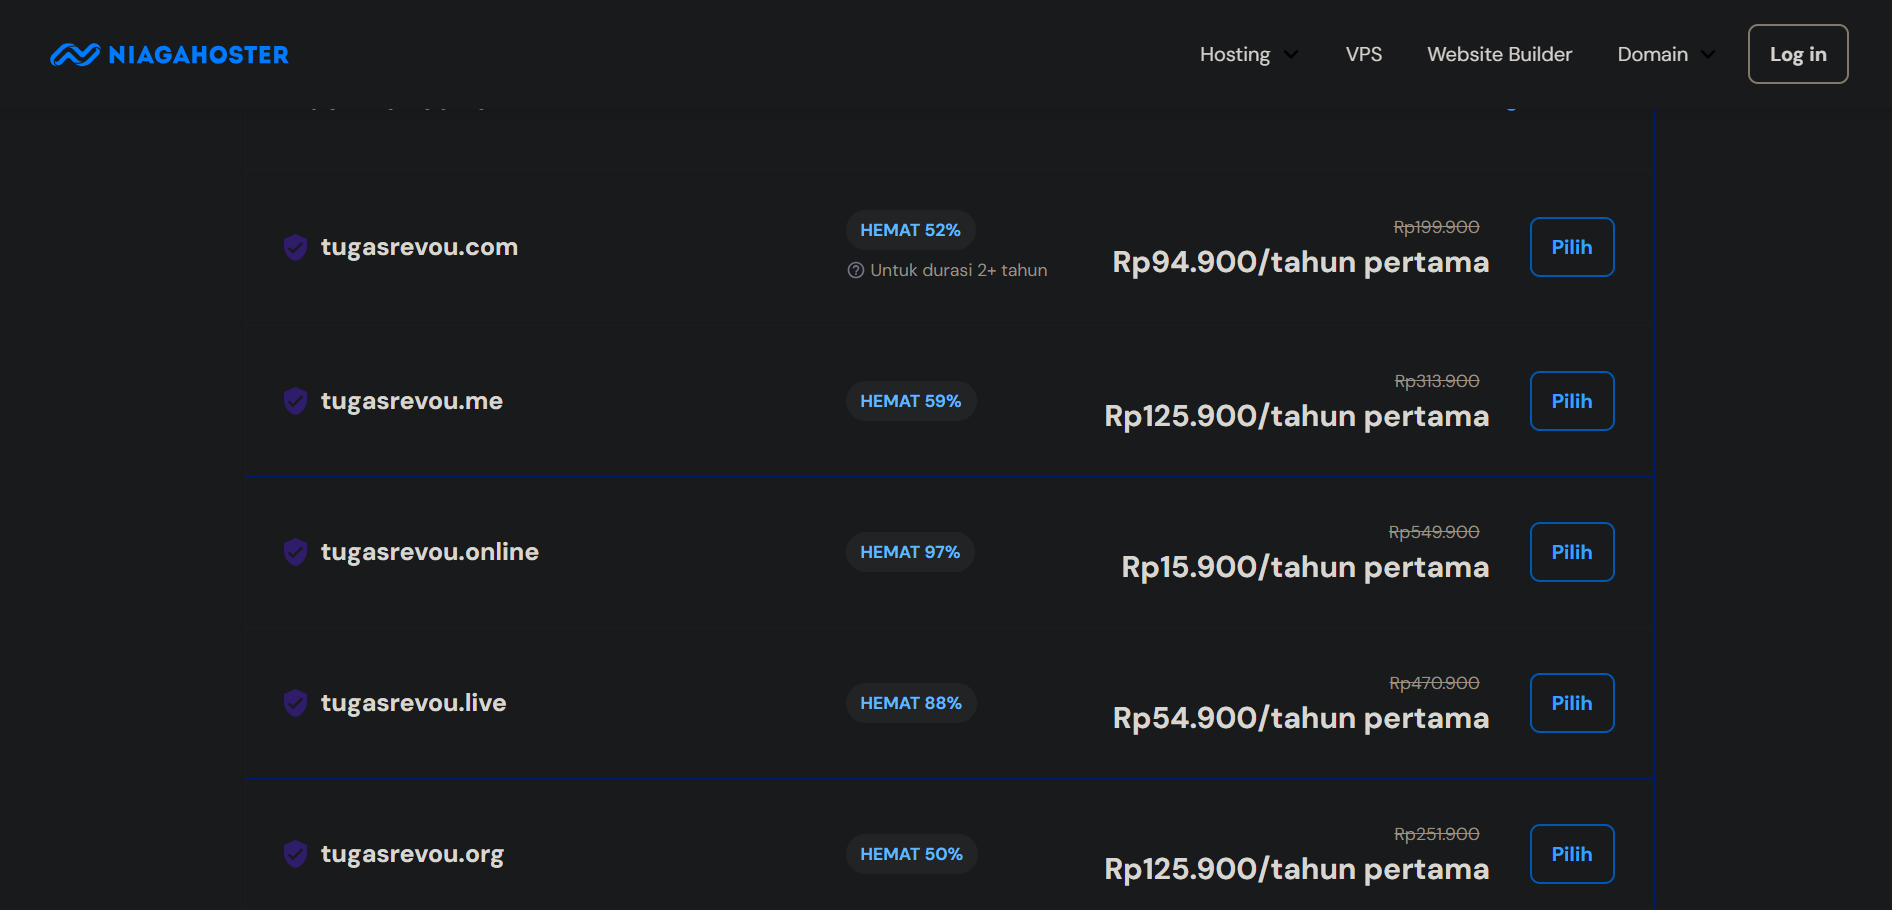 NIAGAHOSTER
Hosting
VPS
Website Builder
Domain
Log in
tugasrevou.com
HEMAT 52%
Untuk durasi 2+ tahun
Rp199.900
Rp94.900/tahun pertama
Pilih
tugasrevou.me
HEMAT 59%
Rp313.900
Rp125.900/tahun pertama
Pilih
tugasrevou.online
HEMAT 97%
Rp549.900
Rp15.900/tahun pertama
Pilih
tugasrevou.live
HEMAT 88%
Rp470.900
Rp54.900/tahun pertama
Pilih
tugasrevou.org
HEMAT 50%
Rp251.900
Rp125.900/tahun pertama
Pilih